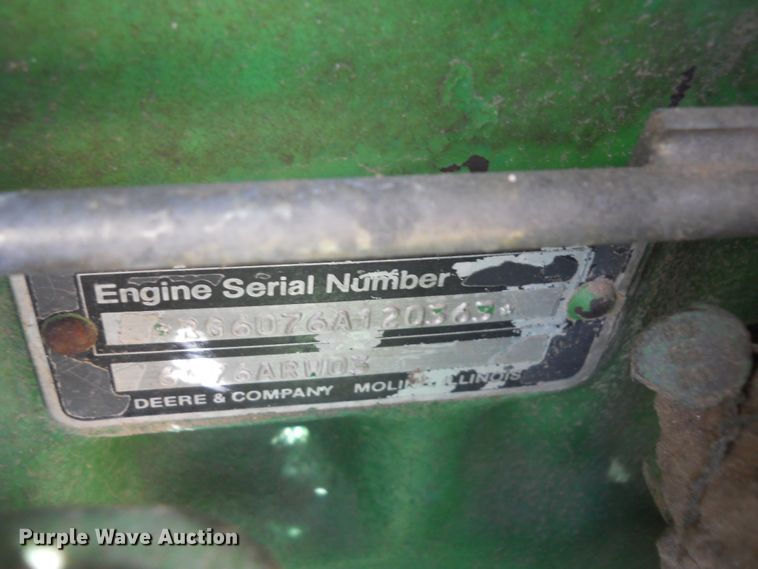 Engine Serial Number
*RG6076A120363*
6076ARW03
DEERE & COMPANY MOLINE, ILLINOIS
Purple Wave Auction